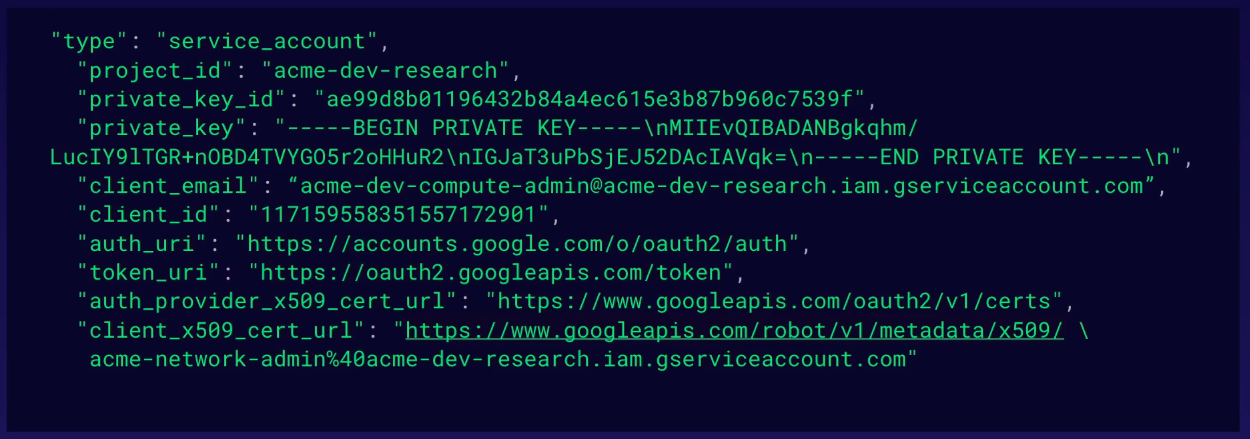 "type": "service_account",
"project_id": "acme-dev-research",
"private_key_id": "ae99d8b01196432b84a4ec615e3b87b960c7539f",
"private_key": "-----BEGIN PRIVATE KEY-----\nMIIEvQIBADANBgkqhm/
LucIY9lTGR+nOBD4TVYGO5r2oHHuR2\nIGJaT3uPbSjEJ52DAcIAVqk=\n-----END PRIVATE KEY-----\n",
"client_email": “acme-dev-compute-admin@acme-dev-research.iam.gserviceaccount.com”,
"client_id": "1171595583515571​72901",
"auth_uri": "https://accounts.google.com/o/oauth2/auth",
"token_uri": "https://oauth2.googleapis.com/token",
"auth_provider_x509_cert_url": "https://www.googleapis.com/oauth2/v1/certs",
"client_x509_cert_url": "https://www.googleapis.com/robot/v1/metadata/x509/ \
acme-network-admin%40acme-dev-research.iam.gserviceaccount.com"